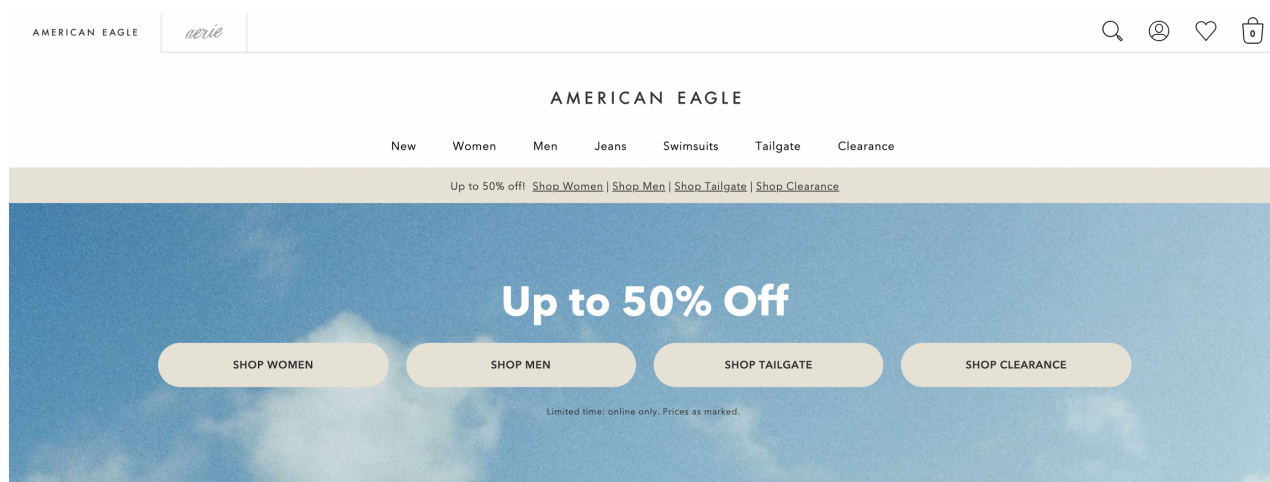 AMERICAN EAGLE
aerie
0
AMERICAN EAGLE
New Women Men Jeans Swimsuits Tailgate Clearance
Up to 50% off! Shop Women | Shop Men | Shop Tailgate | Shop Clearance
Up to 50% Off
SHOP WOMEN SHOP MEN SHOP TAILGATE SHOP CLEARANCE
Limited time: online only. Prices as marked.